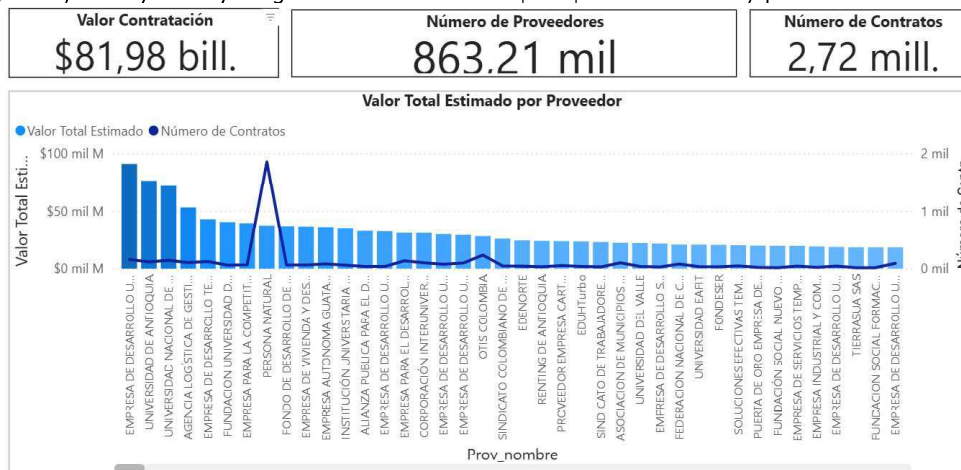 Valor Contratación
$81,98 bill.
Número de Proveedores
863,21 mil
Número de Contratos
2,72 mill.
Valor Total Estimado por Proveedor
Valor Total Estimado Número de Contratos
Valor Total Esti...
$100 mil M
$50 mil M
$0 mil M
2 mil
1 mil
0 mil
EMPRESA DE DESARROLLO U...
UNIVERSIDAD DE ANTIOQUIA
UNIVERSIDAD NACIONAL DE ...
AGENCIA LOGSTICA DE GESTI...
EMPRESA DE DESARROLLO TE...
FUNDACION UNIVERSIDAD D...
EMPRESA PARA LA COMPETIT...
PERSONA NATURAL
FONDO DE DESARROLLO DE ...
EMPRESA DE VIVIENDA Y DES...
EMPRESA AUTONOMA GUATA...
INSTITUCIÓN UNIVERSITARIA ...
ALIANZA PUBLICA PARA EL D...
EMPRESA DE DESARROLLO U...
EMPRESA PARA EL DESARROL...
CORPORACIÓN INTERUNIVER...
EMPRESA DE DESARROLLO U...
EMPRESA DE DESARROLLO U...
OTIS COLOMBIA
SINDICATO COLOMBIANO DE ...
EDENORTE
RENTING DE ANTIOQUIA
PROVEEDOR EMPRESA CART...
EDUHTurbo
SINDICATO DE TRABAJADORE...
ASOCIACION DE MUNICIPIOS ...
UNIVERSIDAD DEL VALLE
EMPRESA DE DESARROLLO S...
FEDERACION NACIONAL DE C...
UNIVERSIDAD EAFIT
FONDESER
SOLUCIONES EFECTIVAS TEM...
PUERTA DE ORO EMPRESA DE...
FUNDACIÓN SOCIAL NUEVO ...
EMPRESA DE SERVICIOS TEMP...
EMPRESA INDUSTRIAL Y COM...
EMPRESA DE DESARROLLO U...
TIERRASUA SAS
FUNDACION SOCIAL FORMAC...
EMPRESA DE DESARROLLO U...
Prov_nombre